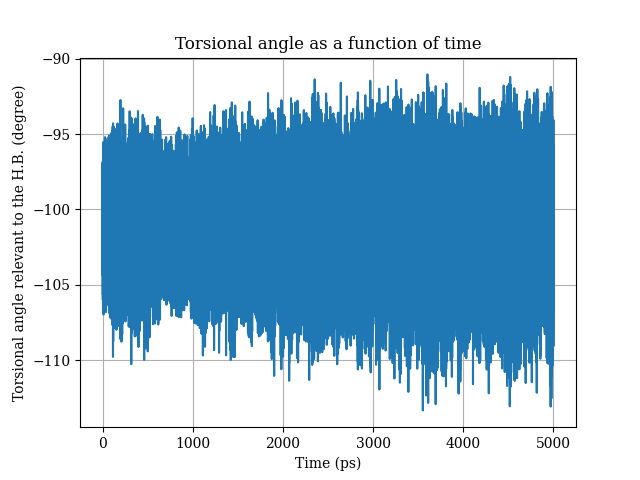 Torsional angle as a function of time
Torsional angle relevant to the H.B. (degree)
−90
−95
−100
−105
−110
0 1000 2000 3000 4000 5000
Time (ps)